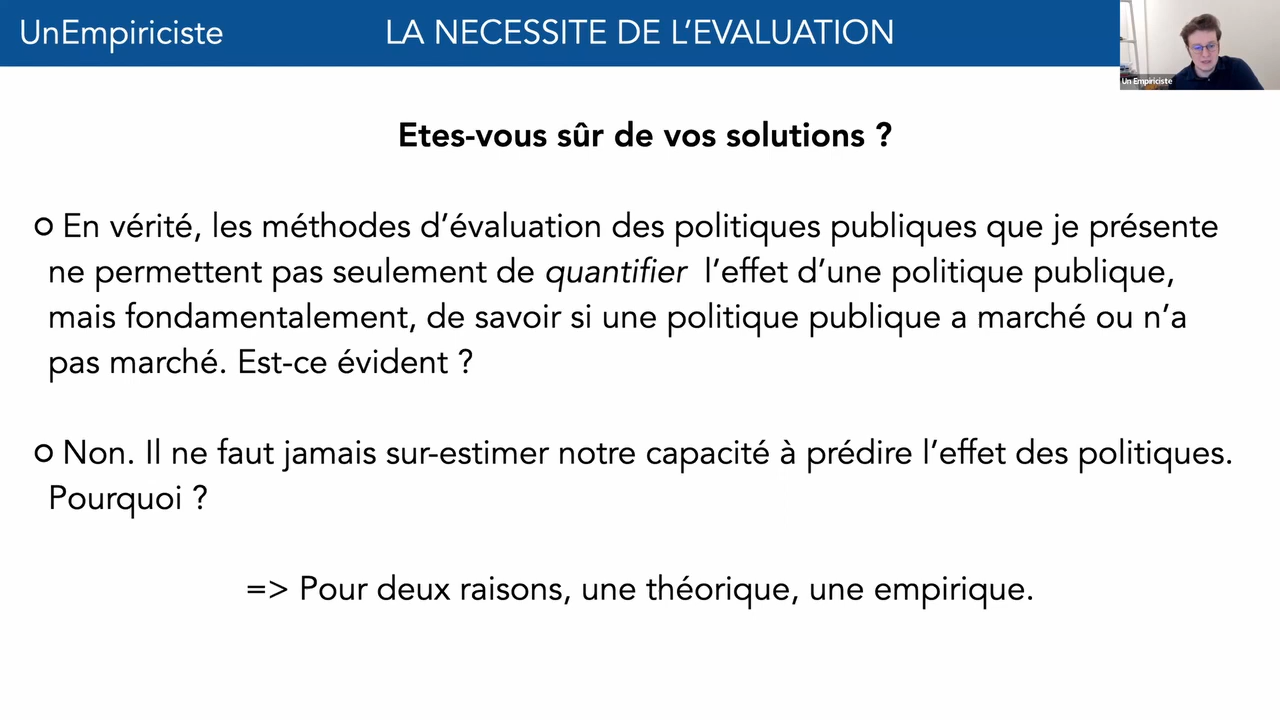 UnEmpiriciste
LA NECESSITE DE L'EVALUATION
Un Empiriciste
Etes-vous sûr de vos solutions ?
En vérité, les méthodes d'évaluation des politiques publiques que je présente
ne permettent pas seulement de quantifier l'effet d'une politique publique,
mais fondamentalement, de savoir si une politique publique a marché ou n'a
pas marché. Est-ce évident ?
Non. Il ne faut jamais sur-estimer notre capacité à prédire l'effet des politiques.
Pourquoi ?
=> Pour deux raisons, une théorique, une empirique.